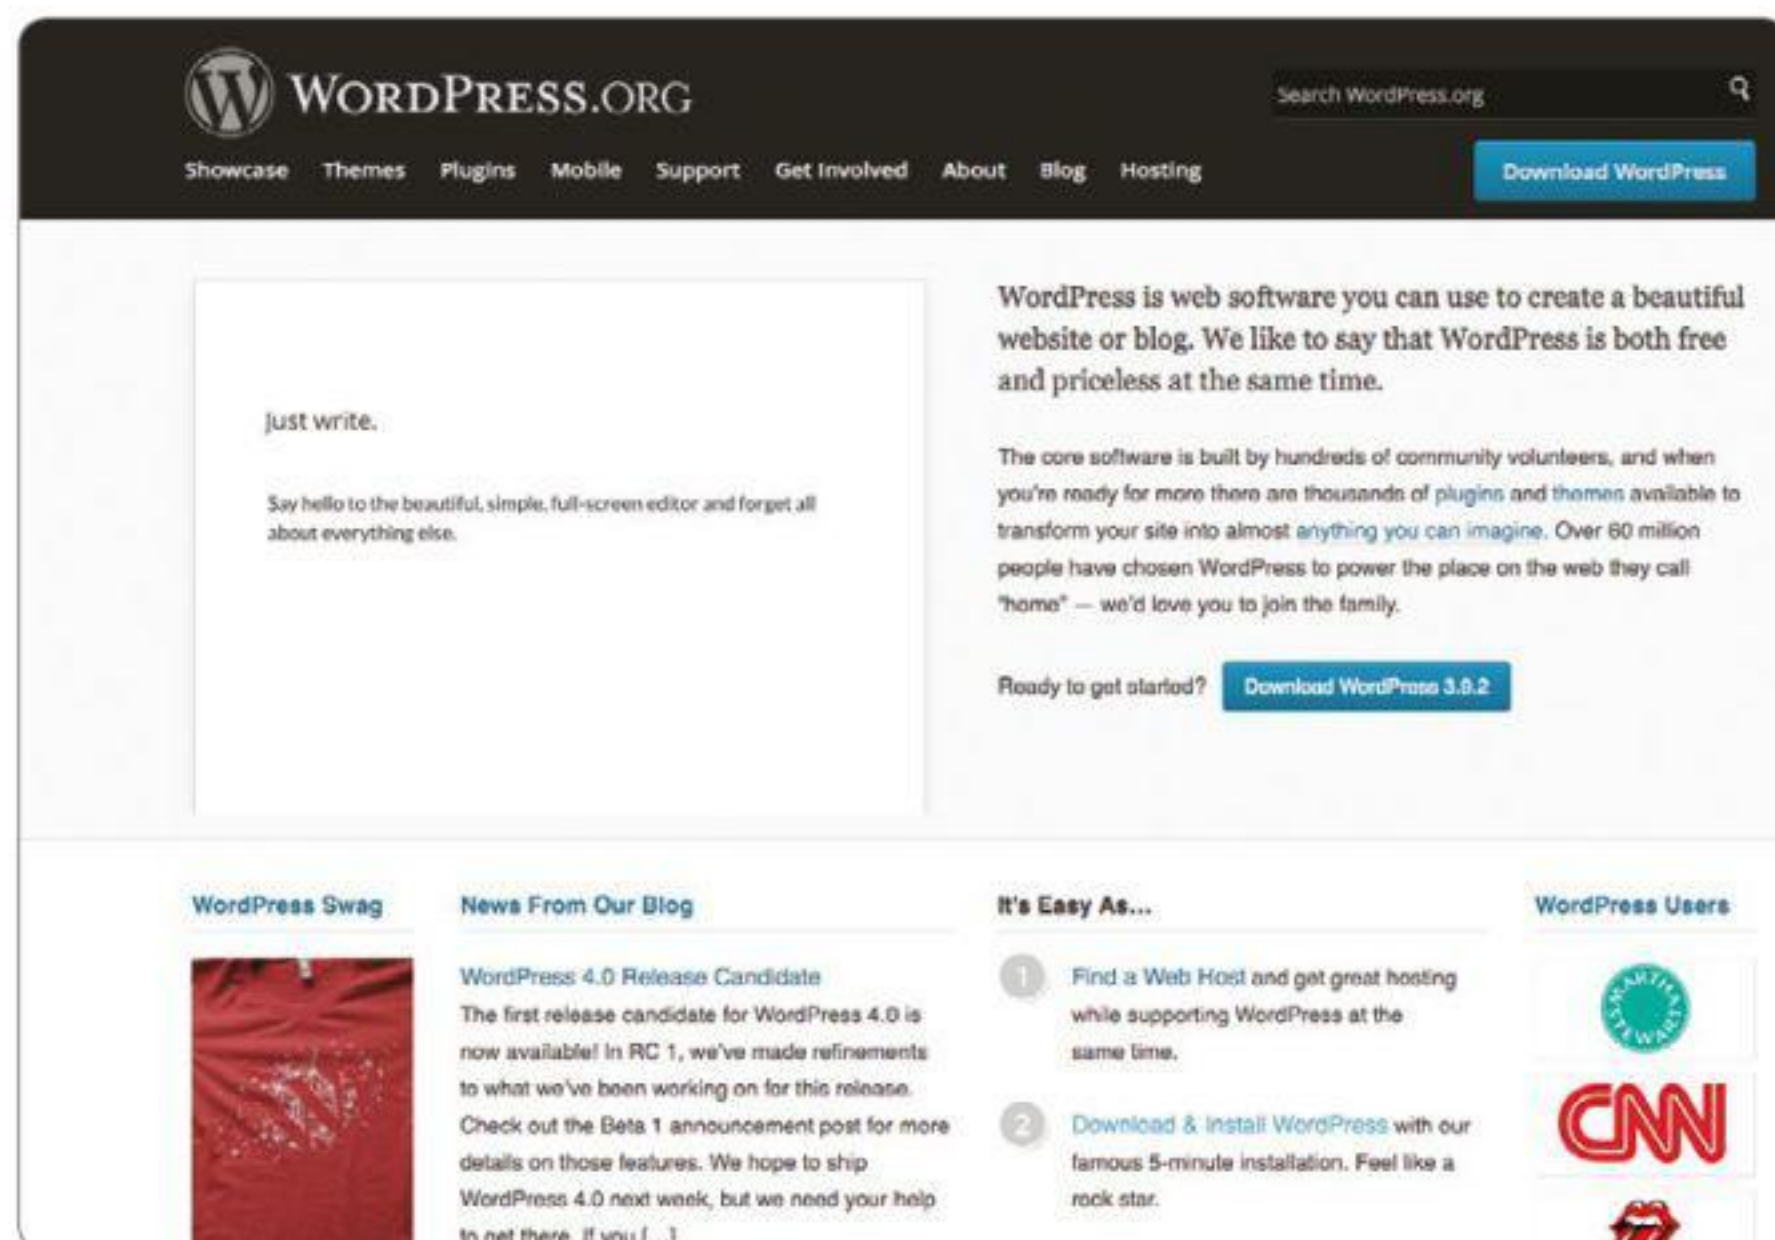 WORDPRESS.ORG
Search WordPress.org
Showcase Themes Plugins Mobile Support Get Involved About Blog Hosting
Download WordPress
Just write.
Say hello to the beautiful, simple, full-screen editor and forget all
about everything else.
WordPress is web software you can use to create a beautiful
website or blog. We like to say that WordPress is both free
and priceless at the same time.
The core software is built by hundreds of community volunteers, and when
you're ready for more there are thousands of plugins and themes available to
transform your site into almost anything you can imagine. Over 60 million
people have chosen WordPress to power the place on the web they call
"home" — we'd love you to join the family.
Ready to get started?
Download WordPress 3.9.2
WordPress Swag
News From Our Blog
WordPress 4.0 Release Candidate
The first release candidate for WordPress 4.0 is
now available! In RC 1, we've made refinements
to what we've been working on for this release.
Check out the Beta 1 announcement post for more
details on those features. We hope to ship
WordPress 4.0 next week, but we need your help
to get there. If you [...]
It's Easy As...
1
Find a Web Host and get great hosting
while supporting WordPress at the
same time.
2
Download & Install WordPress with our
famous 5-minute installation. Feel like a
rock star.
WordPress Users
MARTHA STEWART
CNN